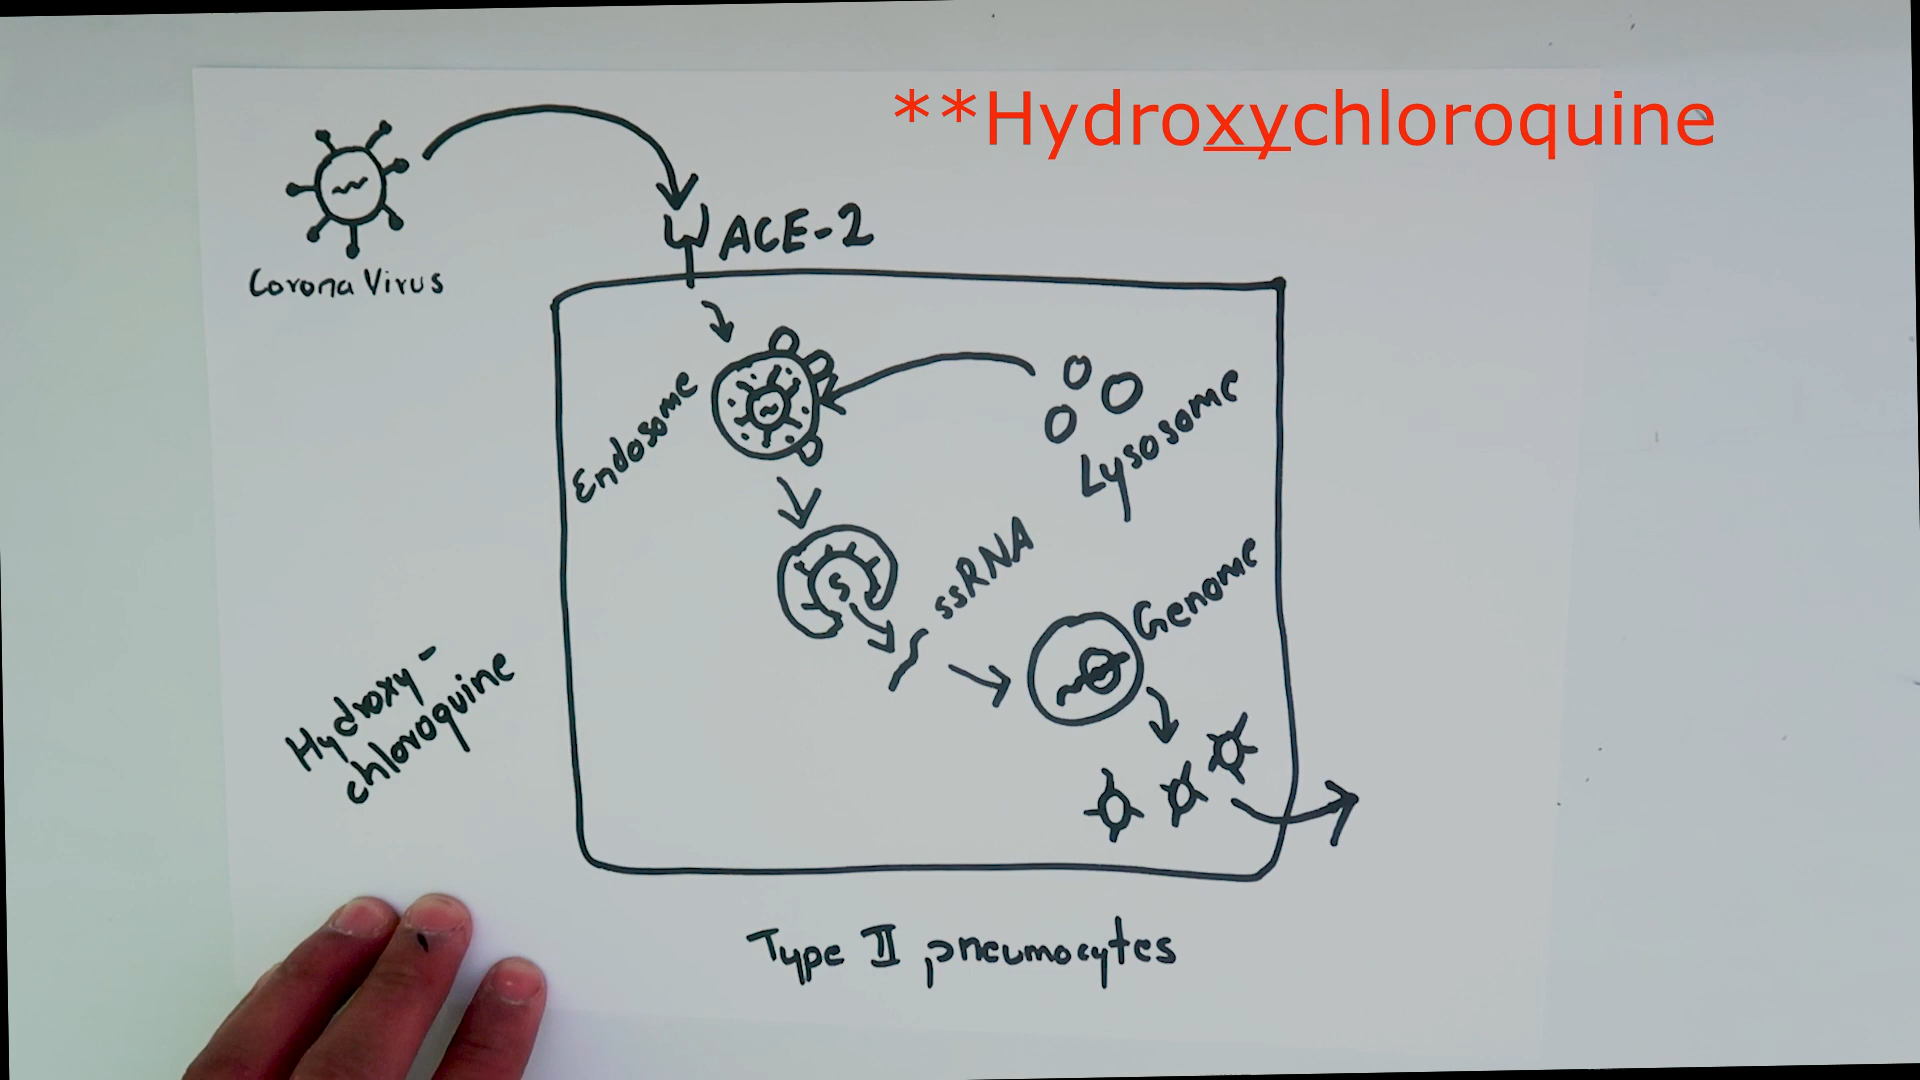 **Hydroxychloroquine
ACE-2
Corona Virus
Endosome
Lysosome
ssRNA
Genome
Hydroxy-
chloroquine
Type II pneumocytes